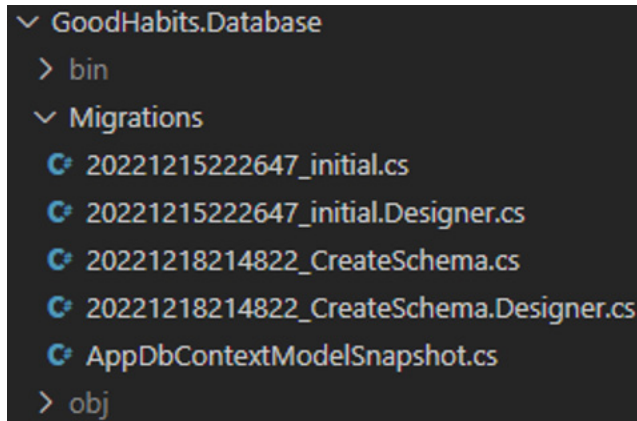 GoodHabits.Database
bin
Migrations
C# 20221215222647_initial.cs
C# 20221215222647_initial.Designer.cs
C# 20221218214822_CreateSchema.cs
C# 20221218214822_CreateSchema.Designer.cs
C# AppDbContextModelSnapshot.cs
obj